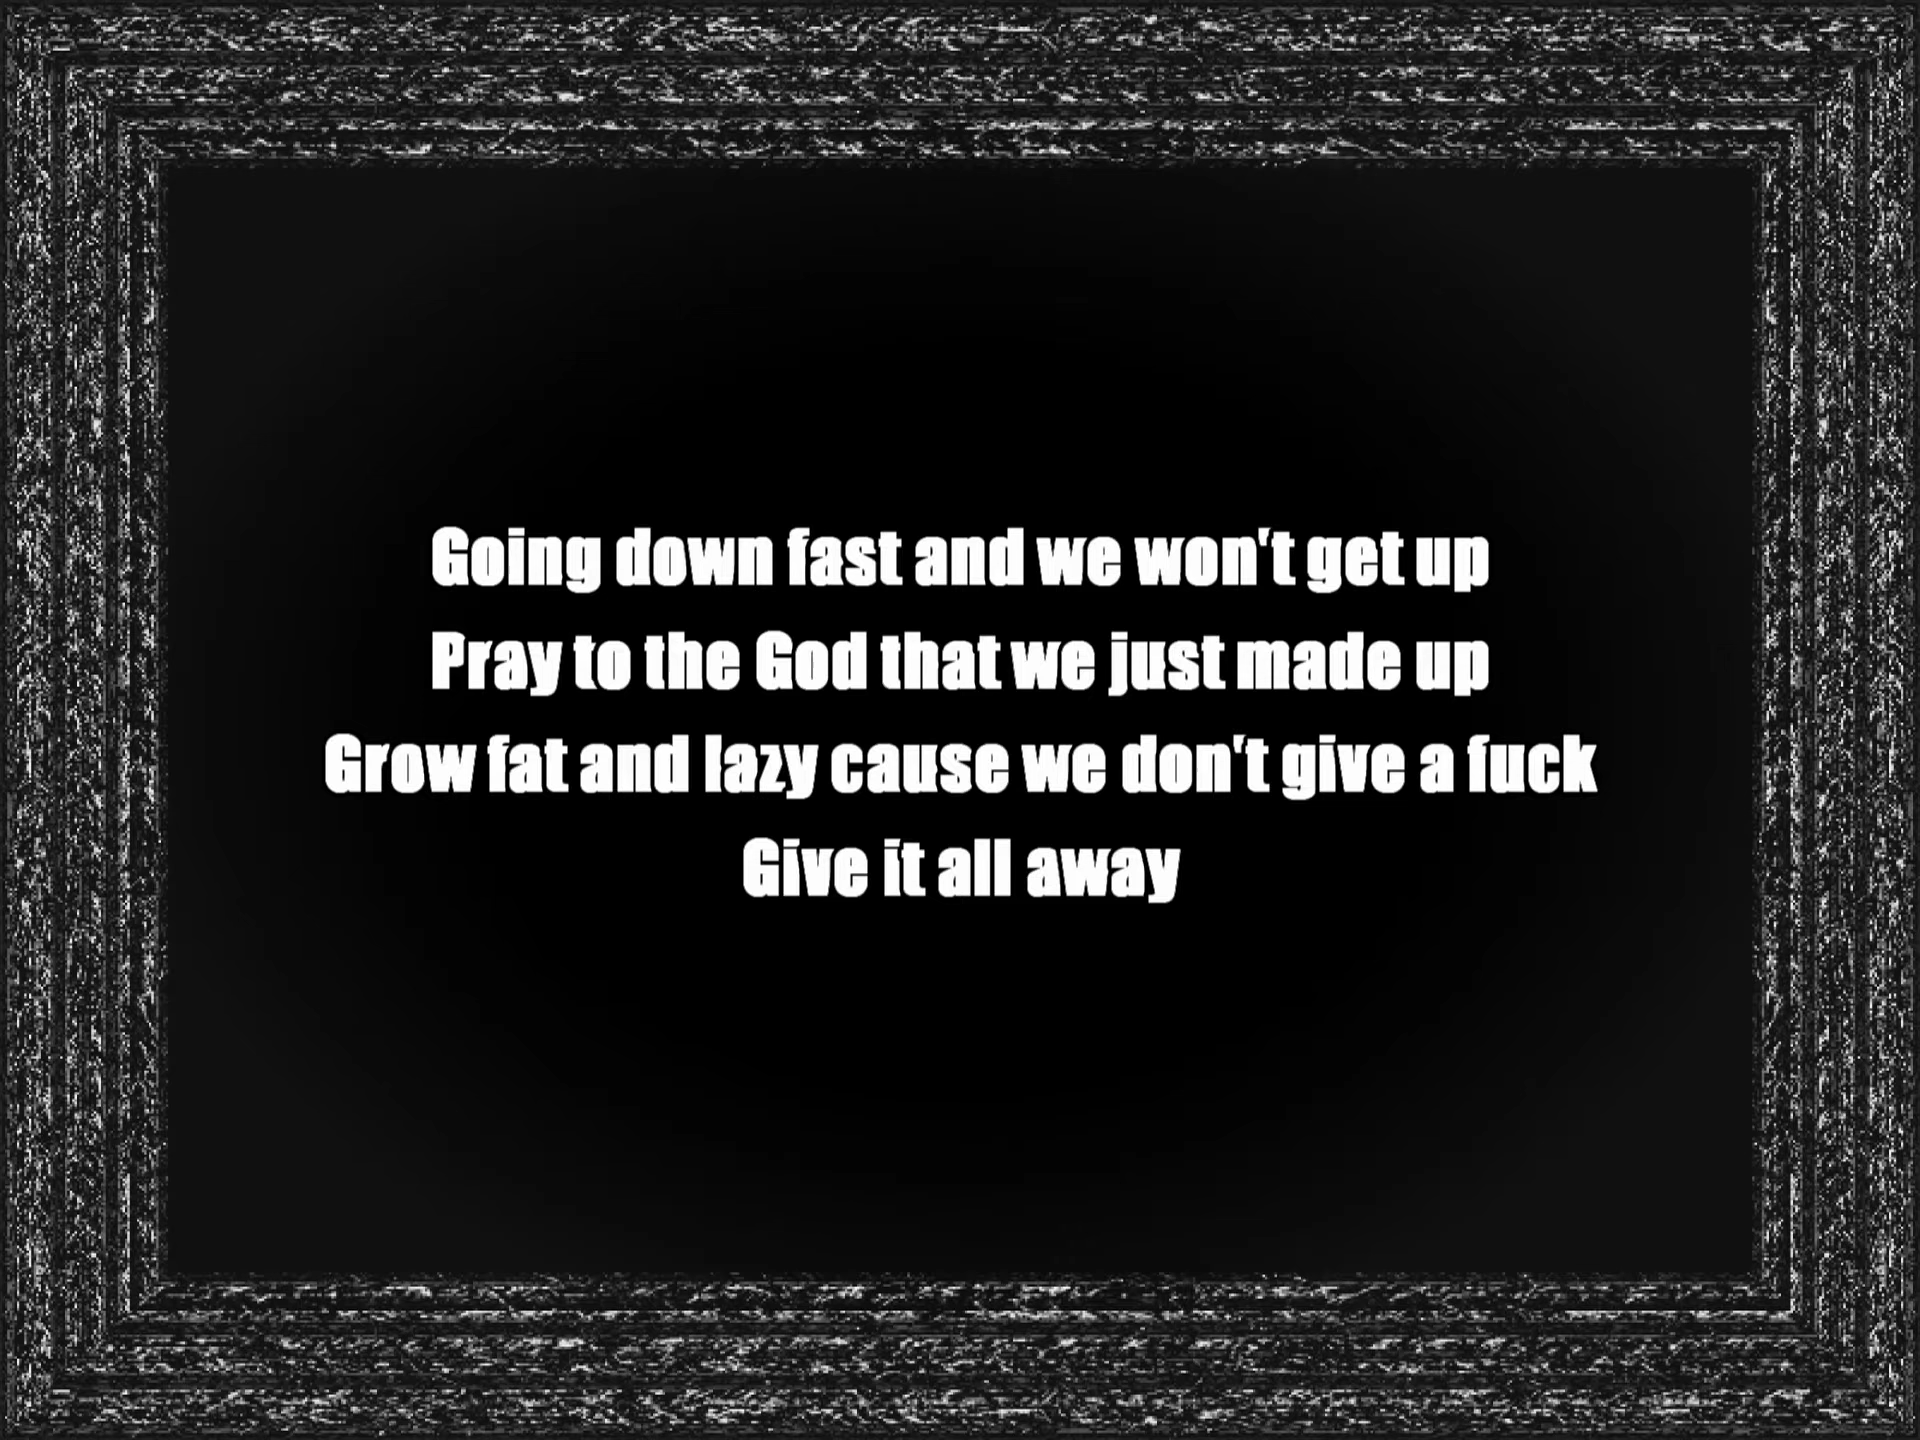 Going down fast and we won't get up
Pray to the God that we just made up
Grow fat and lazy cause we don't give a fuck
Give it all away